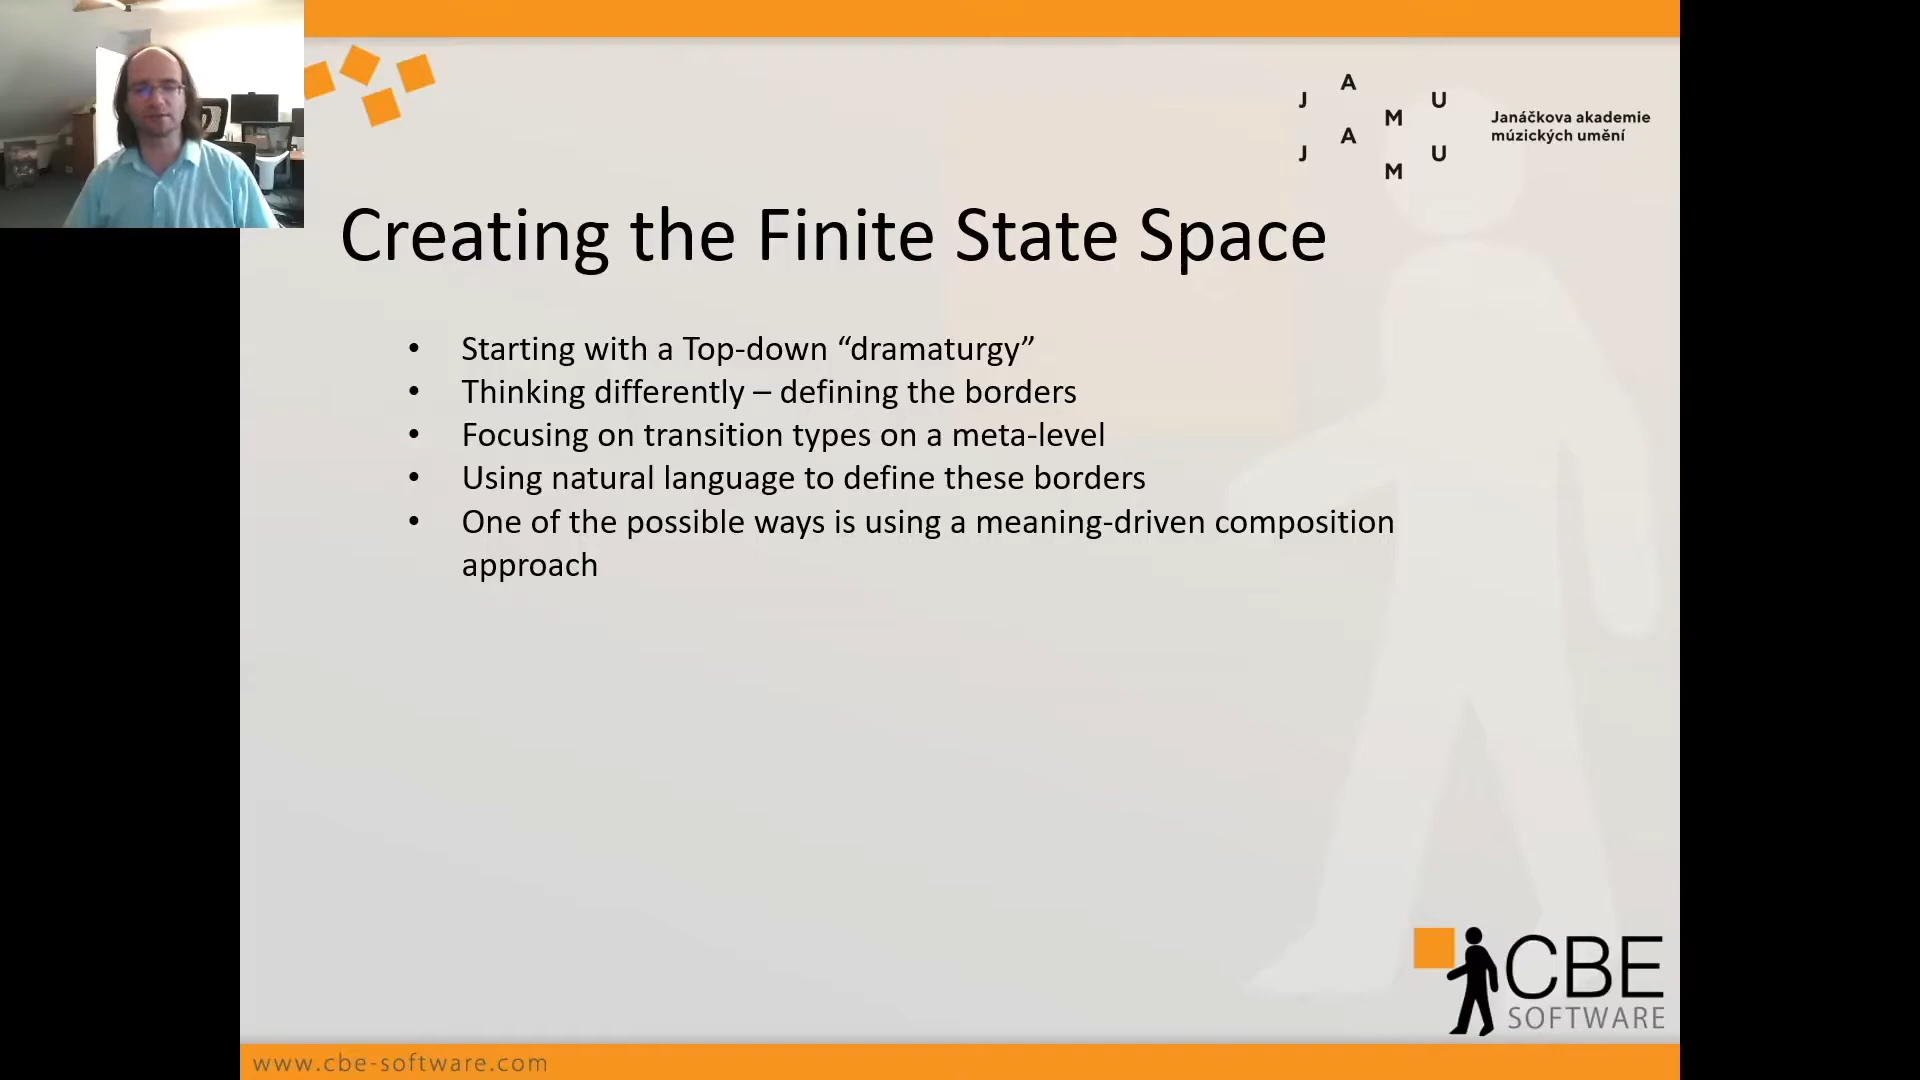 J A M U
J A M U
Janáčkova akademie
múzických umění
Creating the Finite State Space
• Starting with a Top-down “dramaturgy”
• Thinking differently – defining the borders
• Focusing on transition types on a meta-level
• Using natural language to define these borders
• One of the possible ways is using a meaning-driven composition
approach
CBE
SOFTWARE
www.cbe-software.com